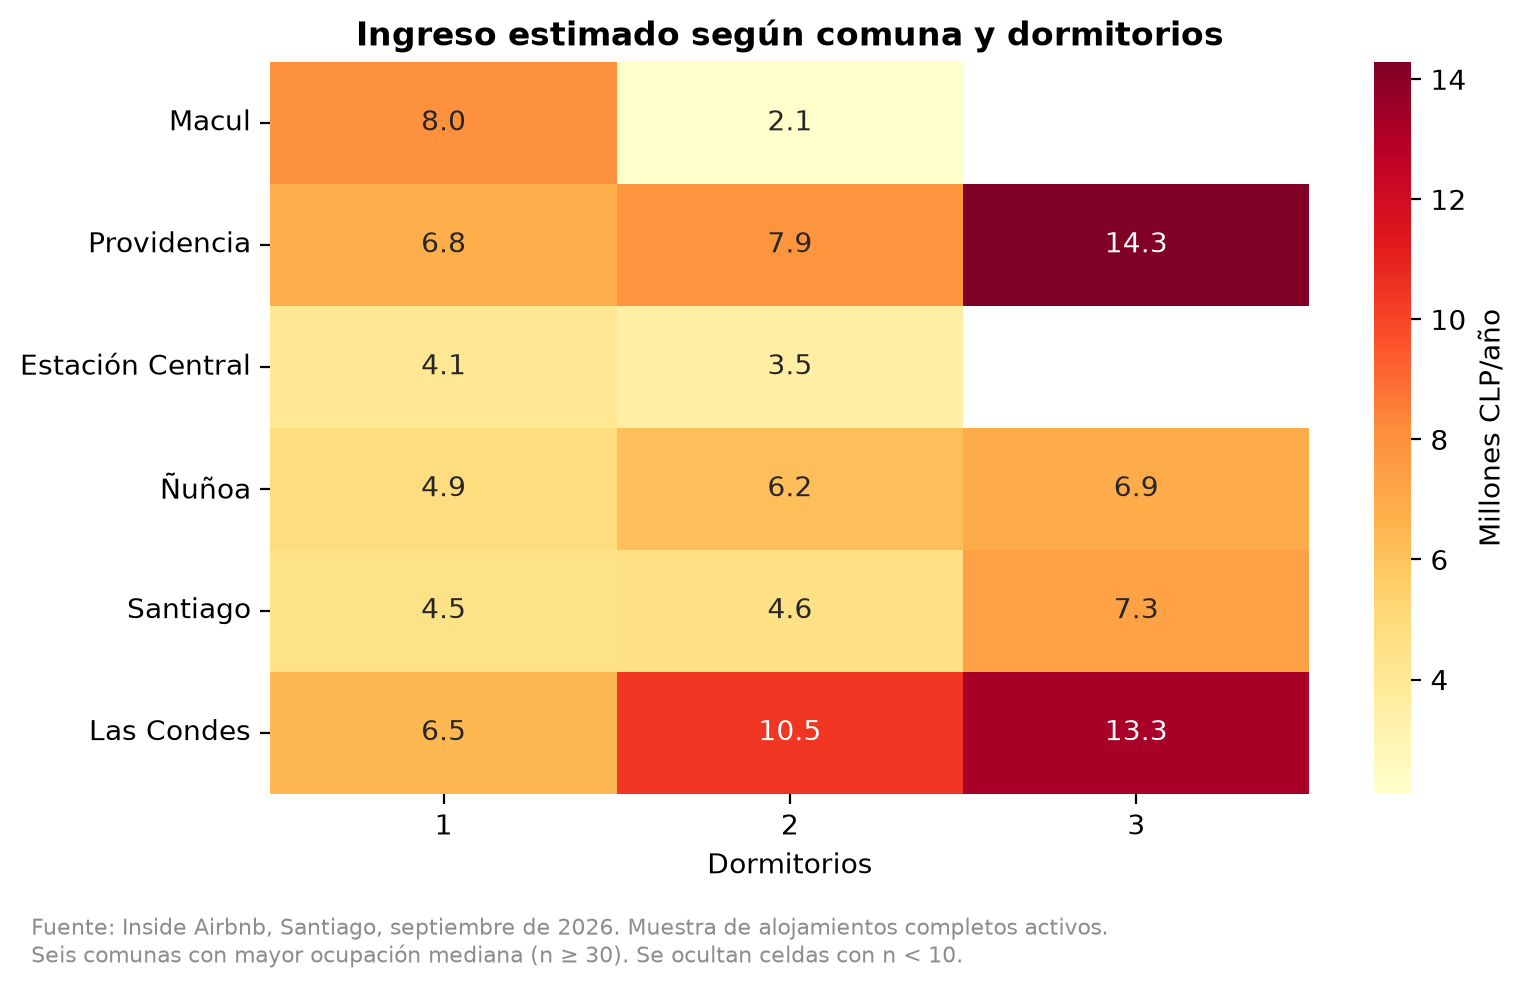 Ingreso estimado según comuna y dormitorios
Macul 8.0 2.1
Providencia 6.8 7.9 14.3
Estación Central 4.1 3.5
Ñuñoa 4.9 6.2 6.9
Santiago 4.5 4.6 7.3
Las Condes 6.5 10.5 13.3
1 2 3
Dormitorios
14
12
10
8
6
4
Millones CLP/año
Fuente: Inside Airbnb, Santiago, septiembre de 2026. Muestra de alojamientos completos activos.
Seis comunas con mayor ocupación mediana (n ≥ 30). Se ocultan celdas con n < 10.